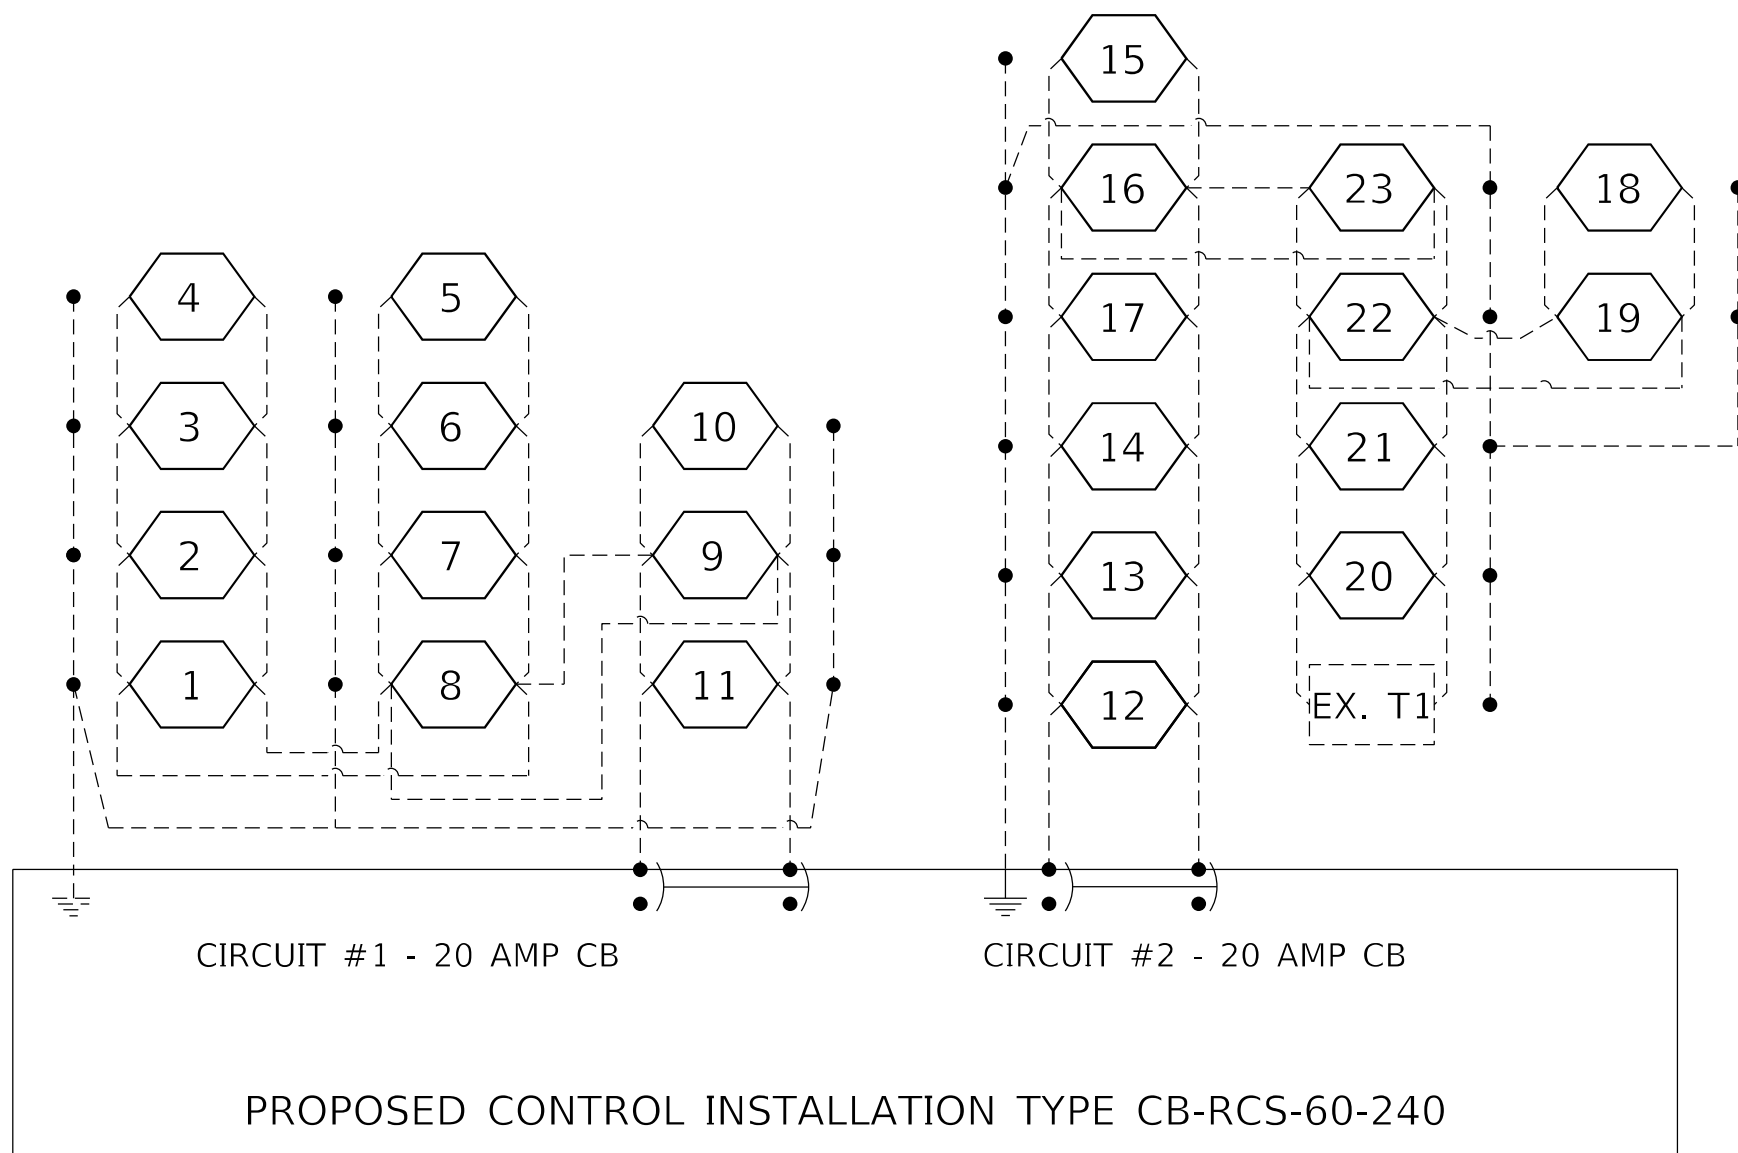 15
16 23 18
4 5 17 22 19
3 6 10 14 21
2 7 9 13 20
1 8 11 12 EX. T1
CIRCUIT #1 - 20 AMP CB CIRCUIT #2 - 20 AMP CB
PROPOSED CONTROL INSTALLATION TYPE CB-RCS-60-240